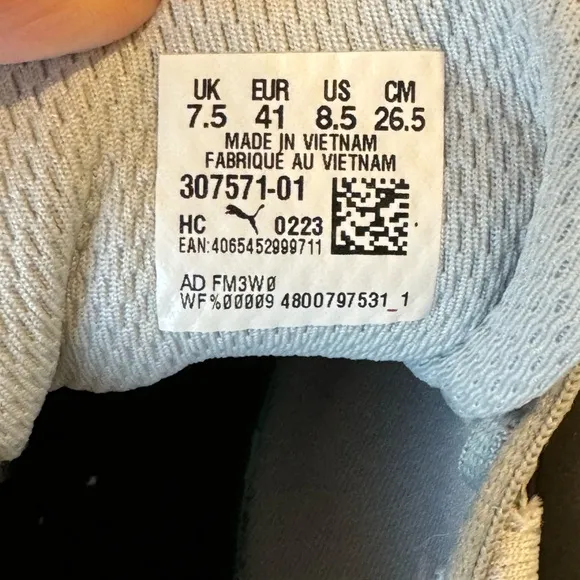 UK EUR US CM
7.5 41 8.5 26.5
MADE IN VIETNAM
FABRIQUÉ AU VIETNAM
307571-01
HC 0223
EAN:4065452999711
AD FM3W0
WF%00009 4800797531_1